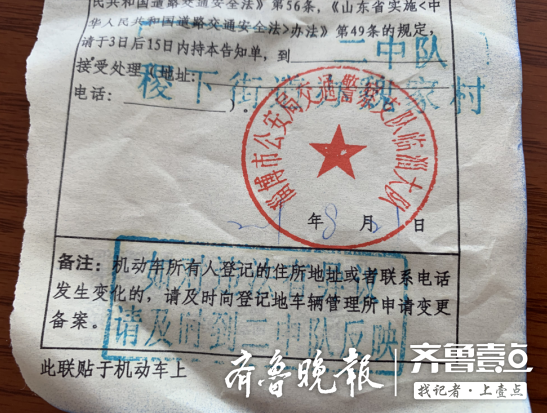 民共和国道路交通安全法》第56条,《山东省实施<中
华人民共和国道路交通安全法>办法》第49条的规定,
请于3日后15日内持本告知单,到 二中队
接受处理(地址:
稷下街 魏家村
电话: )。
淄博市公安局交通警察支队临淄大队
年8月 日
备注:机动车所有人登记的住所地址或者联系电话
发生变化的,请及时向登记地车辆管理所申请变更
备案。
请及时到二中队反映
此联贴于机动车上
齐鲁晚报
齐鲁壹点
找记者·上壹点